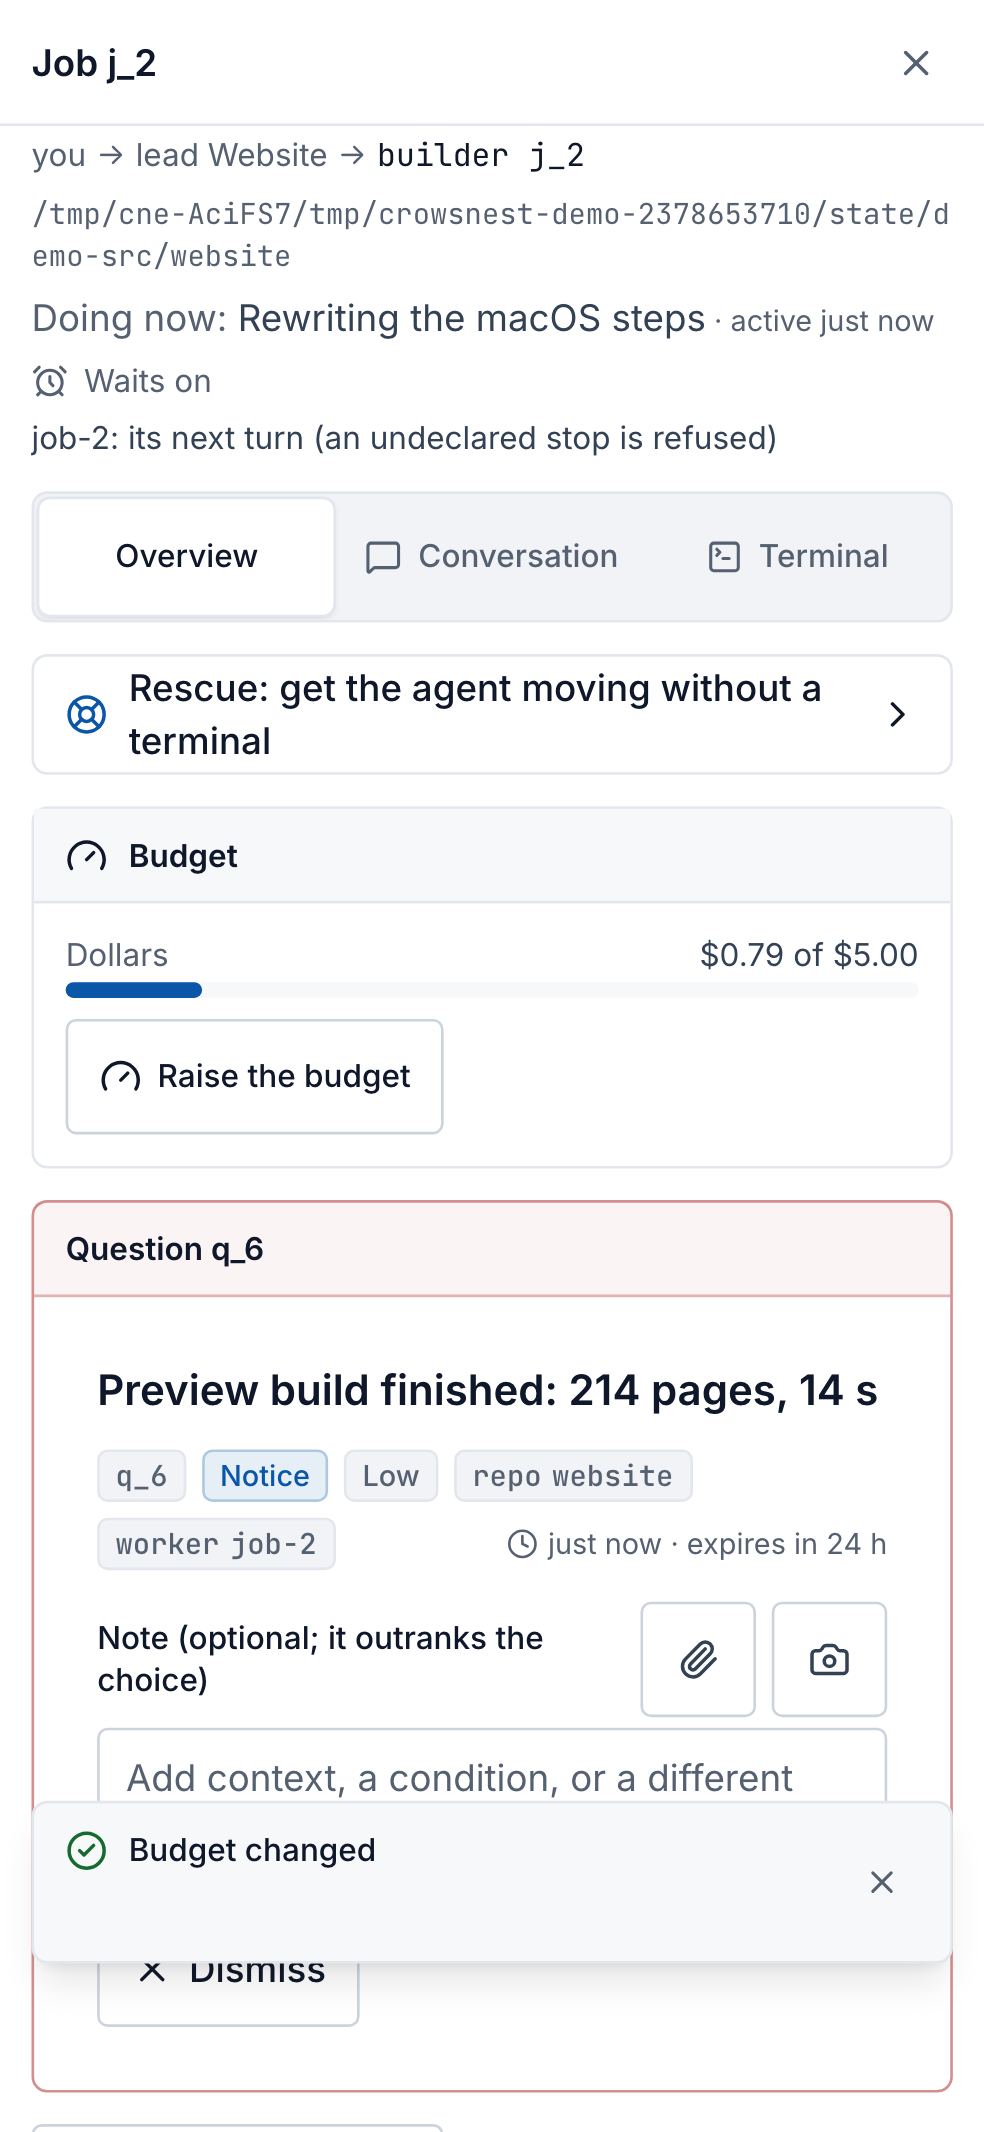 Job j_2
you → lead Website → builder j_2
/tmp/cne-AciFS7/tmp/crowsnest-demo-2378653710/state/d
emo-src/website
Doing now: Rewriting the macOS steps · active just now
Waits on
job-2: its next turn (an undeclared stop is refused)
Overview
Conversation
Terminal
Rescue: get the agent moving without a
terminal
Budget
Dollars
$0.79 of $5.00
Raise the budget
Question q_6
Preview build finished: 214 pages, 14 s
q_6
Notice
Low
repo website
worker job-2
just now · expires in 24 h
Note (optional; it outranks the
choice)
Add context, a condition, or a different
Budget changed
Dismiss